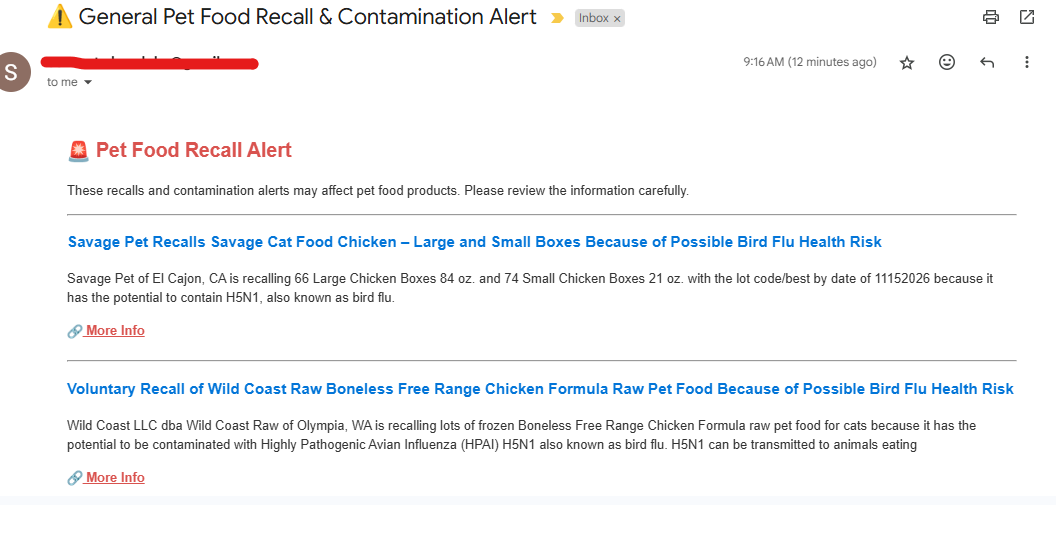 ⚠️ General Pet Food Recall & Contamination Alert Inbox ×
S
9:16 AM (12 minutes ago)
to me
🚨 Pet Food Recall Alert
These recalls and contamination alerts may affect pet food products. Please review the information carefully.
Savage Pet Recalls Savage Cat Food Chicken – Large and Small Boxes Because of Possible Bird Flu Health Risk
Savage Pet of El Cajon, CA is recalling 66 Large Chicken Boxes 84 oz. and 74 Small Chicken Boxes 21 oz. with the lot code/best by date of 11152026 because it
has the potential to contain H5N1, also known as bird flu.
🔗 More Info
Voluntary Recall of Wild Coast Raw Boneless Free Range Chicken Formula Raw Pet Food Because of Possible Bird Flu Health Risk
Wild Coast LLC dba Wild Coast Raw of Olympia, WA is recalling lots of frozen Boneless Free Range Chicken Formula raw pet food for cats because it has the
potential to be contaminated with Highly Pathogenic Avian Influenza (HPAI) H5N1 also known as bird flu. H5N1 can be transmitted to animals eating
🔗 More Info